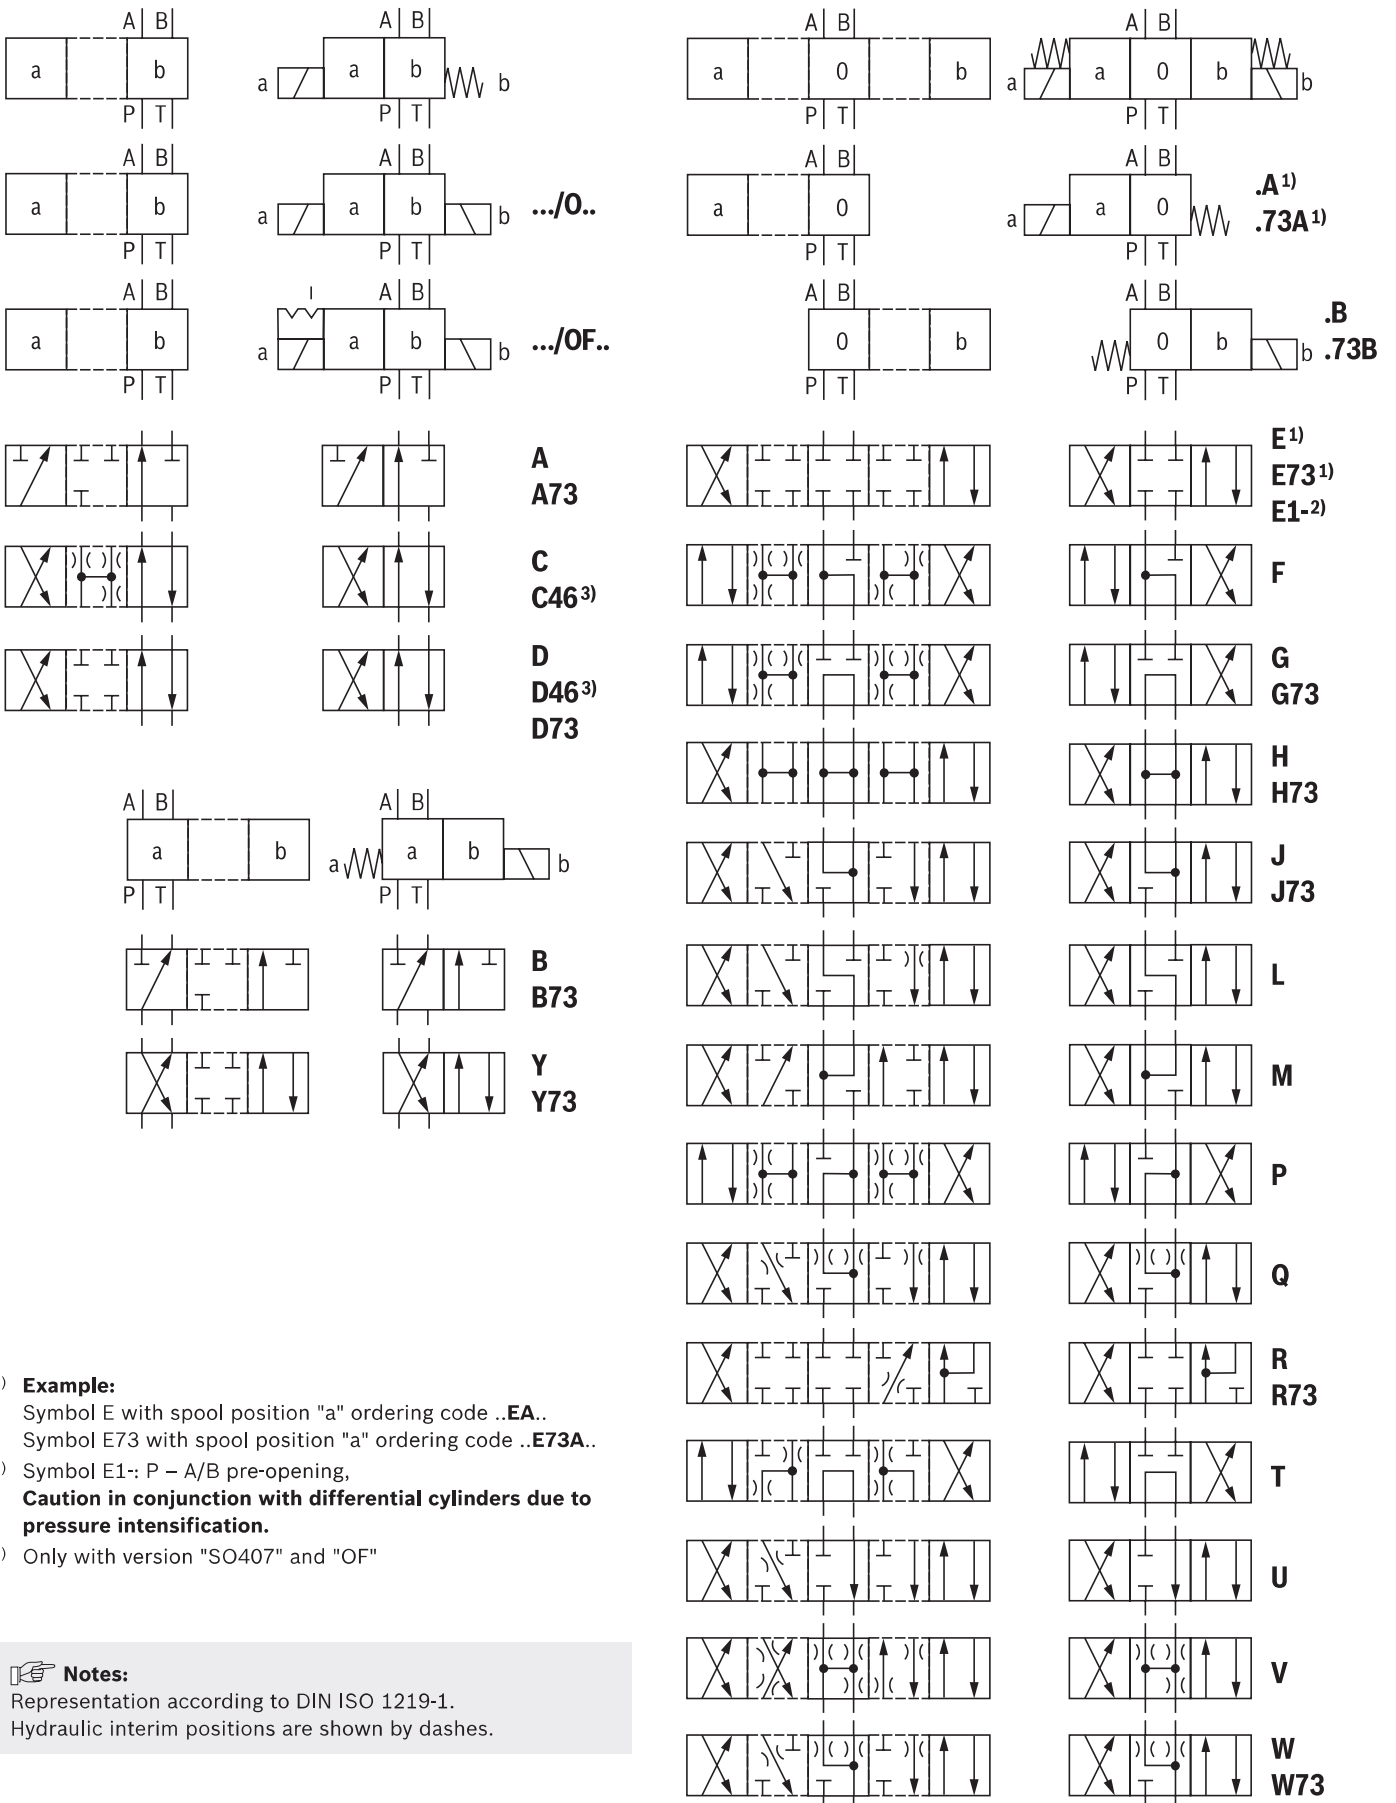 A B
a b
P T
A B
a a b b
P T
A B
a b
P T
A B
a a b b
P T
.../O..
A B
a b
P T
A B
a a b b
P T
.../OF..
A
A73
C
C46 3)
D
D46 3)
D73
A B
a b
P T
A B
a a b b
P T
B
B73
Y
Y73
) Example:
Symbol E with spool position "a" ordering code ..EA..
Symbol E73 with spool position "a" ordering code ..E73A..
) Symbol E1-: P – A/B pre-opening,
Caution in conjunction with differential cylinders due to
pressure intensification.
) Only with version "SO407" and "OF"
Notes:
Representation according to DIN ISO 1219-1.
Hydraulic interim positions are shown by dashes.
A B
a 0 b
P T
A B
a a 0 b b
P T
A B
a 0
P T
A B
a a 0
P T
.A 1)
.73A 1)
A B
0 b
P T
A B
0 b b
P T
.B
.73B
E 1)
E73 1)
E1- 2)
F
G
G73
H
H73
J
J73
L
M
P
Q
R
R73
T
U
V
W
W73